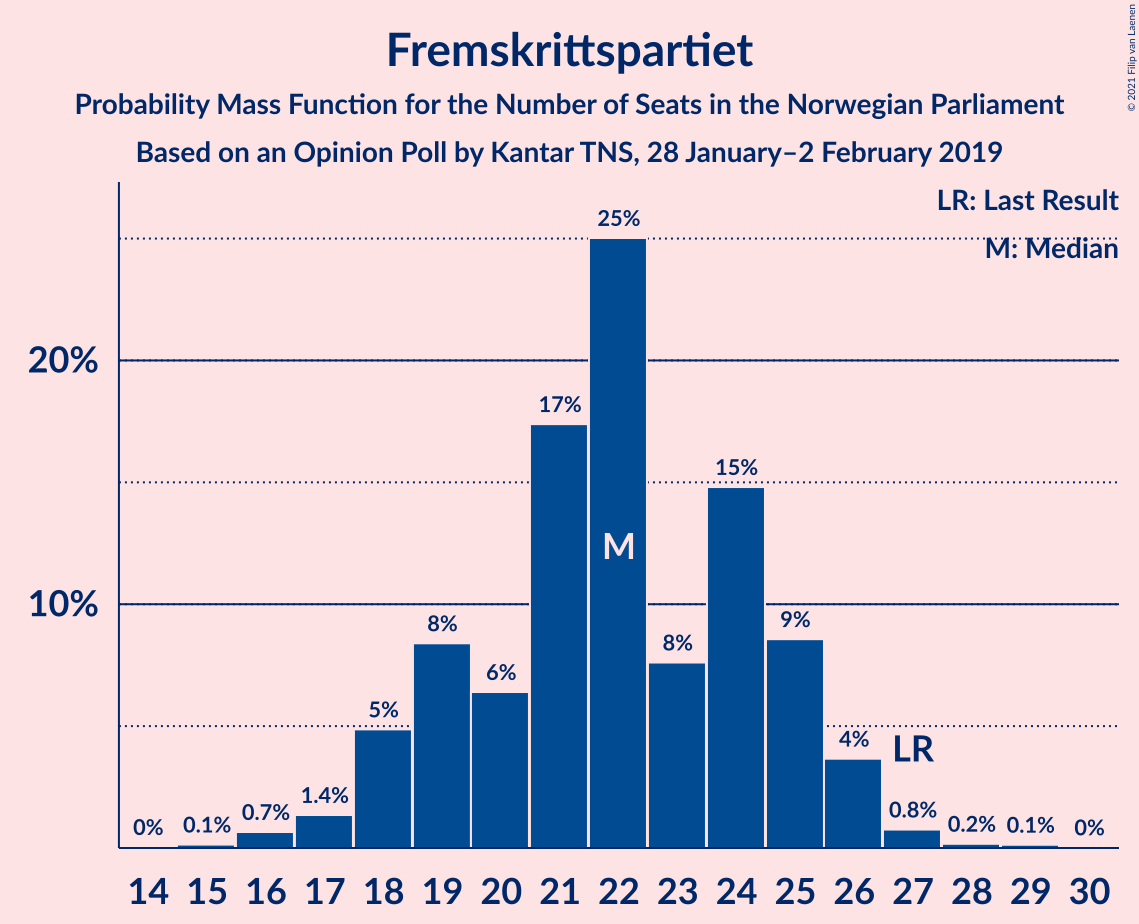 Fremskrittspartiet
Probability Mass Function for the Number of Seats in the Norwegian Parliament
Based on an Opinion Poll by Kantar TNS, 28 January–2 February 2019
© 2021 Filip van Laenen
LR: Last Result
M: Median
25%
20%
17%
15%
M
10%
8%
9%
8%
6%
5%
4%
LR
1.4%
0.7%
0.8%
0%
0.1%
0.2%
0.1%
0%
14 15 16 17 18 19 20 21 22 23 24 25 26 27 28 29 30